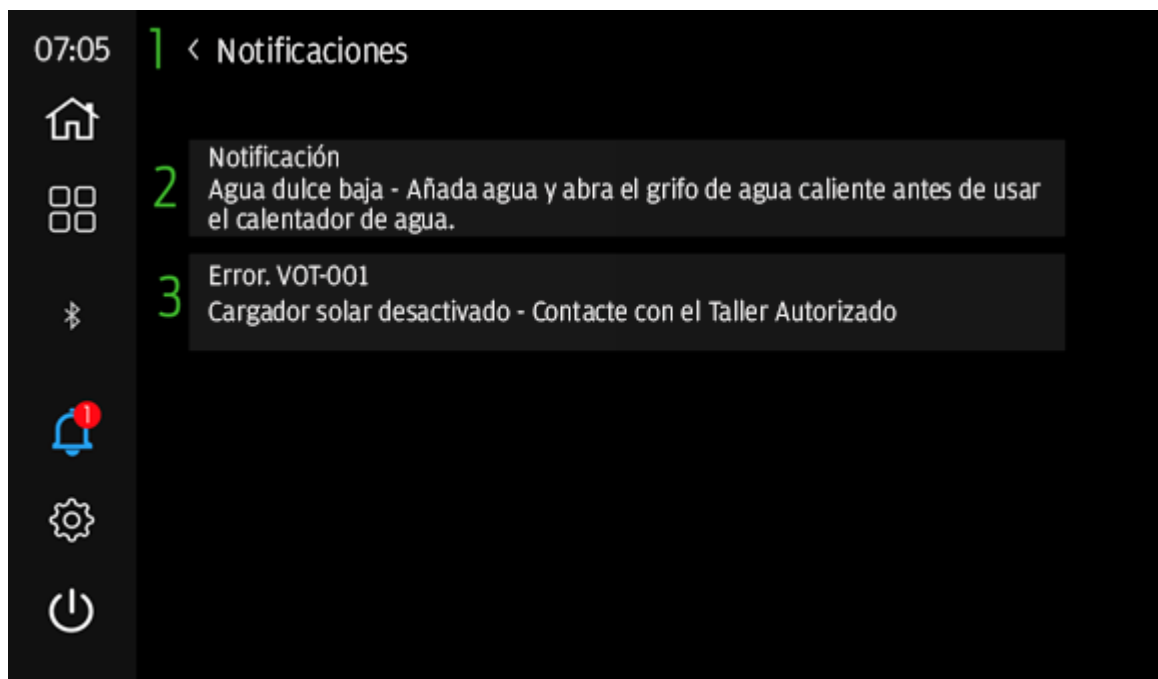 07:05
1 < Notificaciones
2
Notificación
Agua dulce baja - Añada agua y abra el grifo de agua caliente antes de usar
el calentador de agua.
3
Error. VOT-001
Cargador solar desactivado - Contacte con el Taller Autorizado
1